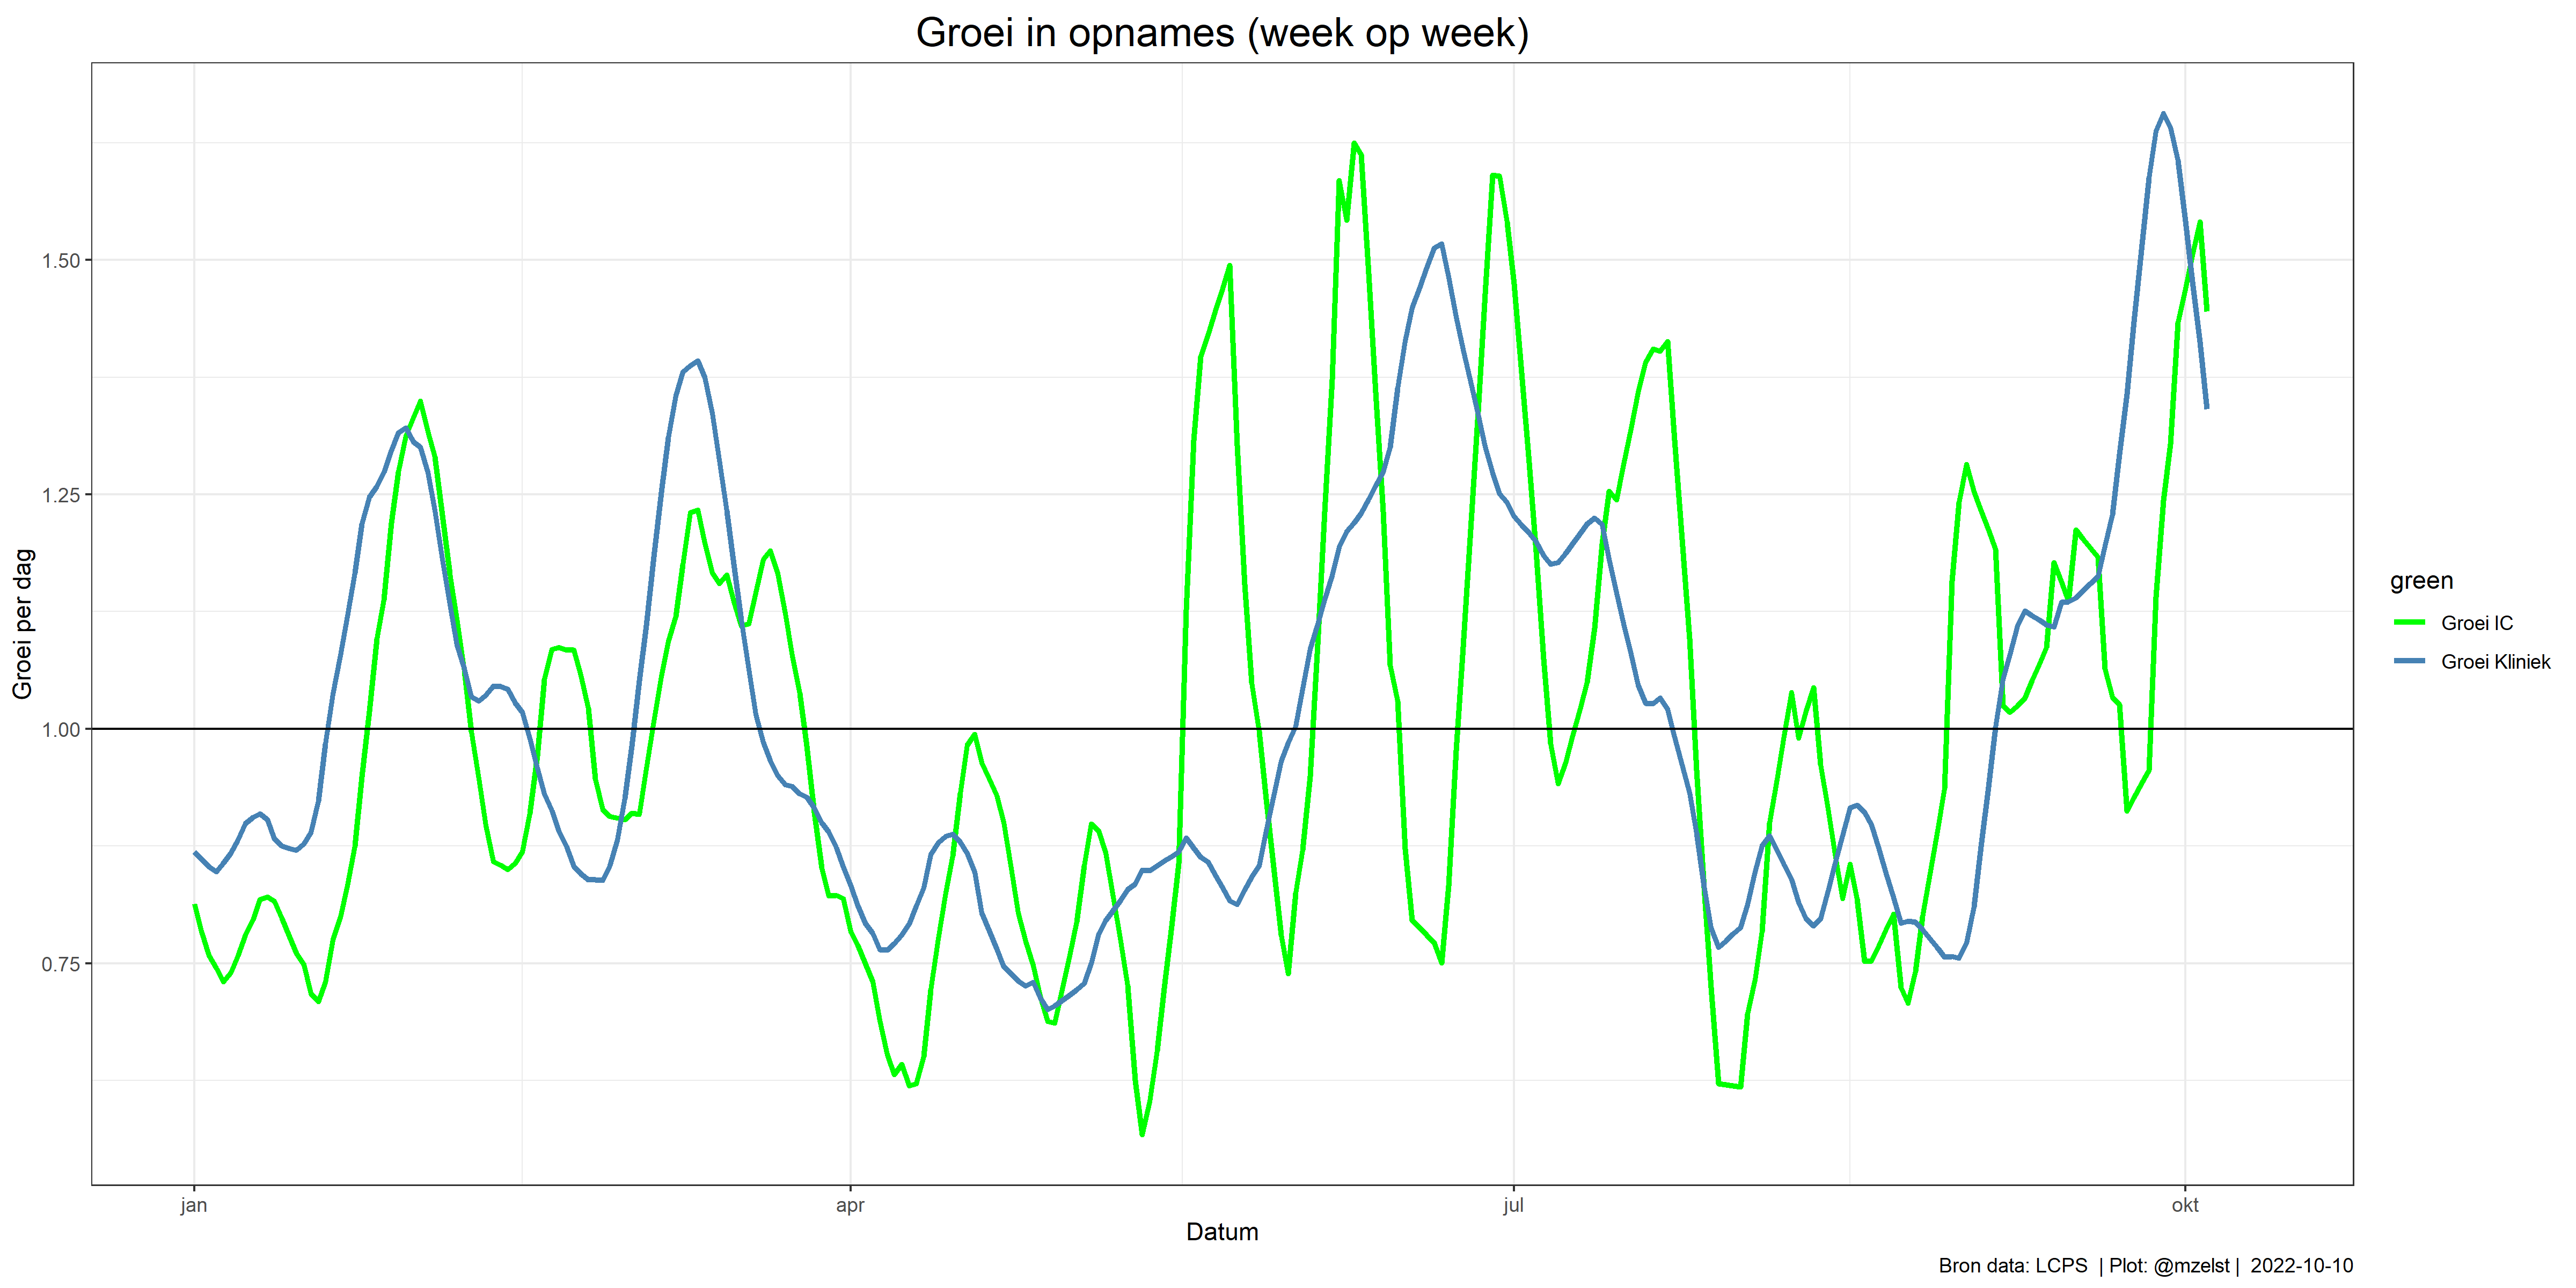 Groei in opnames (week op week)
Groei per dag
1.50
1.25
1.00
0.75
jan
apr
jul
okt
Datum
green
Groei IC
Groei Kliniek
Bron data: LCPS | Plot: @mzelst | 2022-10-10